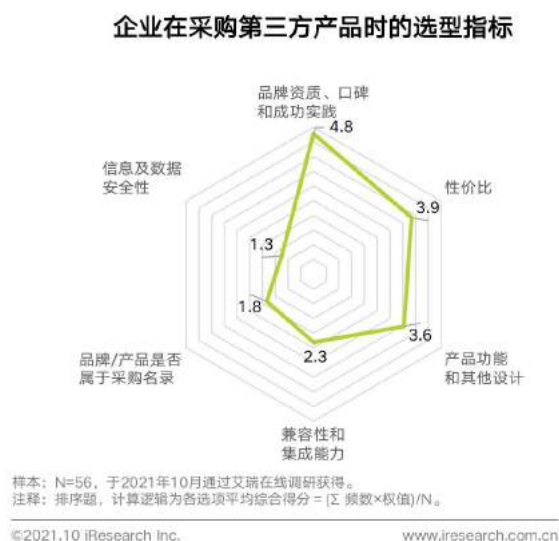 企业在采购第三方产品时的选型指标
品牌资质、口碑
和成功实践
4.8
信息及数据
安全性
性价比
3.9
1.3
1.8
3.6
2.3
品牌/产品是否
属于采购名录
产品功能
和其他设计
兼容性和
集成能力
样本：N=56，于2021年10月通过艾瑞在线调研获得。
注释：排序题，计算逻辑为各选项平均综合得分 = (Σ 频数×权值)/N。
©2021.10 iResearch Inc.
www.iresearch.com.cn